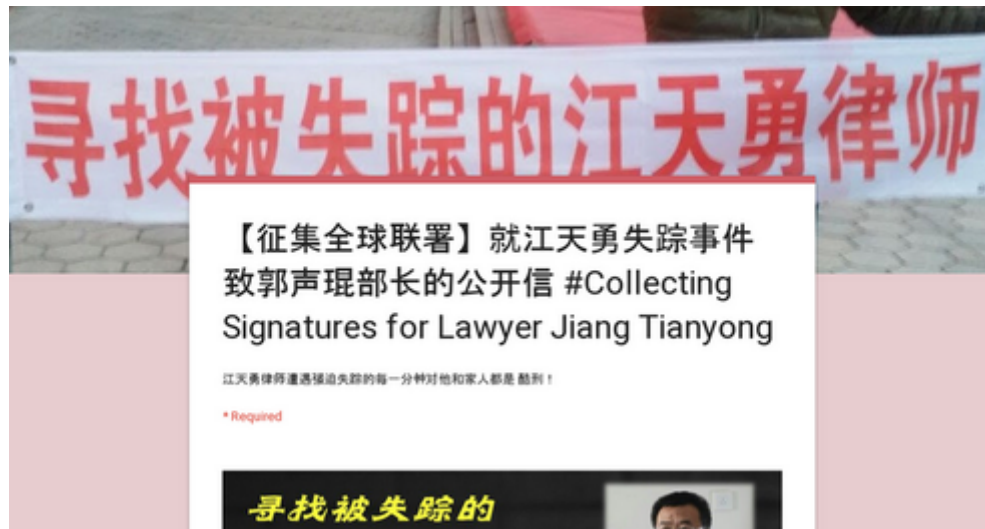 寻找被失踪的江天勇律师
【征集全球联署】就江天勇失踪事件
致郭声琨部长的公开信 #Collecting
Signatures for Lawyer Jiang Tianyong
江天勇律师遭遇强迫失踪的每一分钟对他和家人都是 酷刑！
* Required
寻找被失踪的